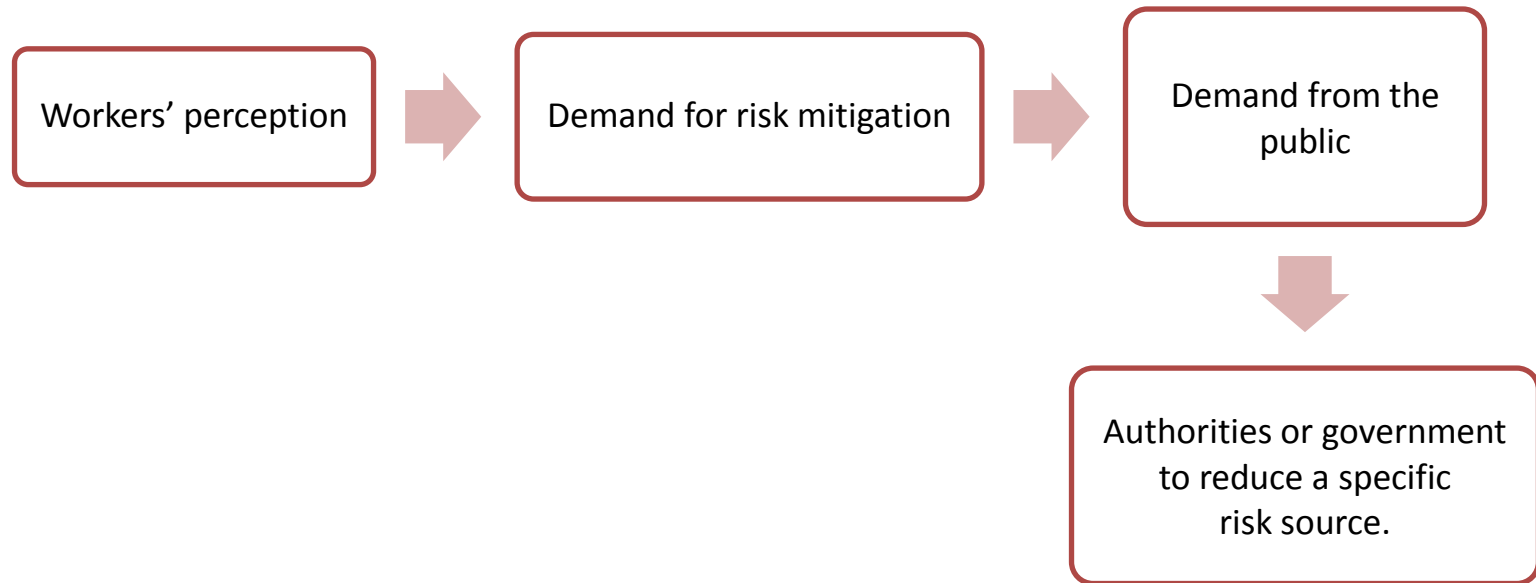 Workers’ perception
Demand for risk mitigation
Demand from the
public
Authorities or government
to reduce a specific
risk source.